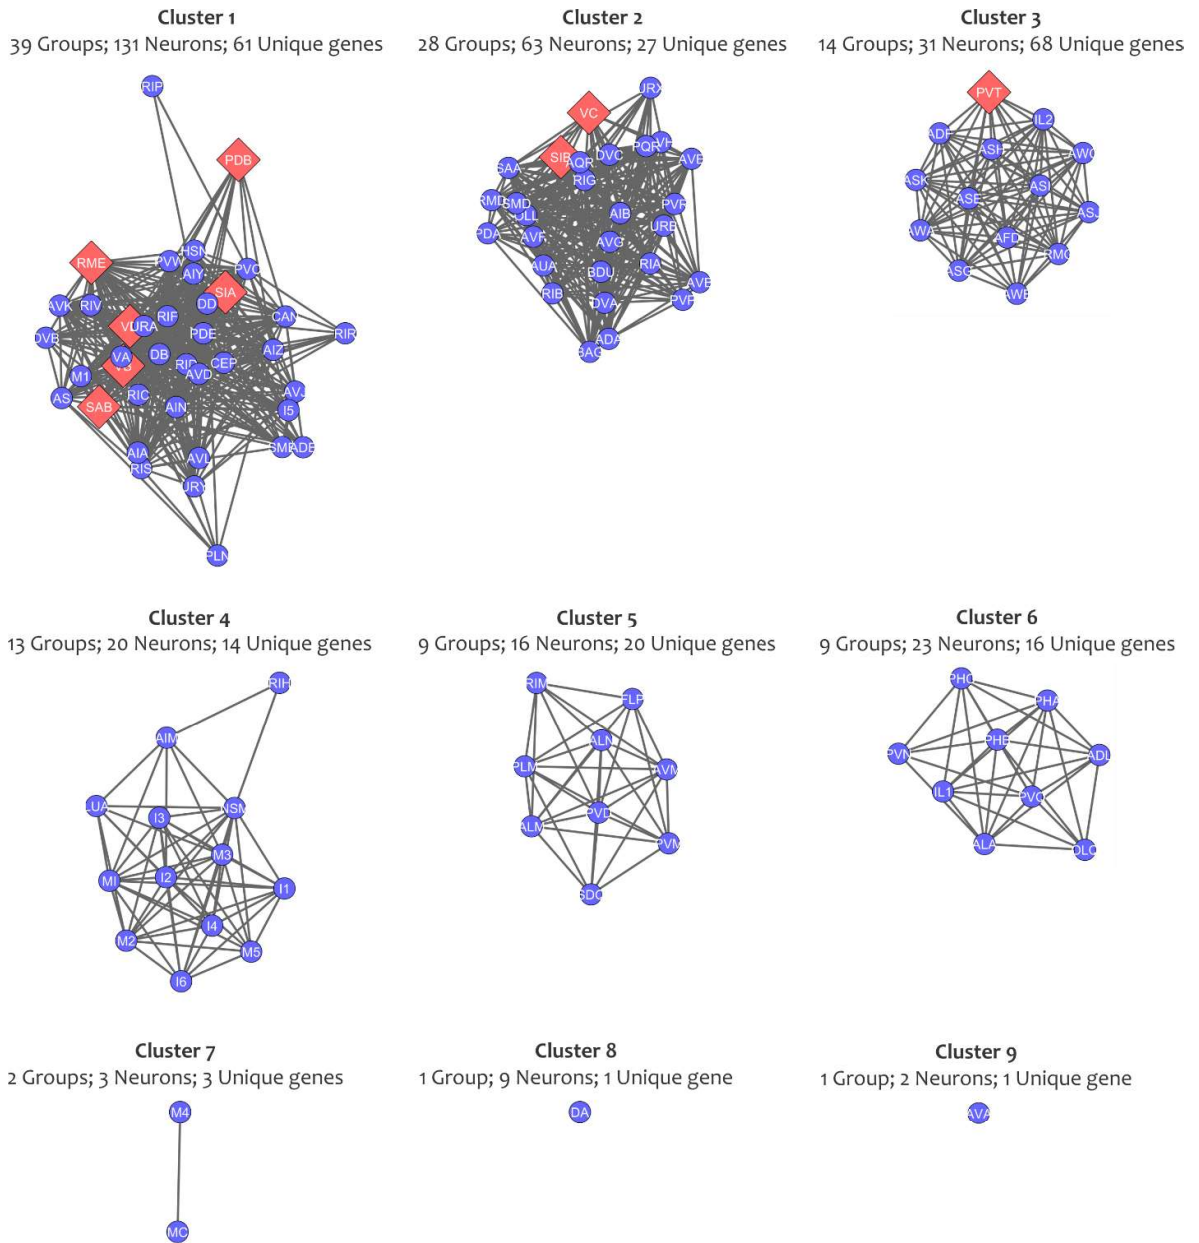 Cluster 1
39 Groups; 131 Neurons; 61 Unique genes
RIP
PDB
RME
HSN
PVW
AIY
PVC
SIA
DD
AVK
RIV
RIF
CAN
URA
PDE
RIR
DVB
VA
DB
AIZ
CEP
AVD
M1
AS
RIC
AVJ
SAB
AIN
I5
AIA
RIS
AVL
URY
PLN
Cluster 2
28 Groups; 63 Neurons; 27 Unique genes
URX
VC
SIB
AQR
DVC
PQR
AVH
RIG
SAA
RMD
SMD
OLL
PVR
AIB
PDA
AVG
URB
AUA
BDU
RIA
RIB
DVA
ADA
BAG
Cluster 3
14 Groups; 31 Neurons; 68 Unique genes
PVT
IL2
ADF
ASH
AWC
ASK
ASE
ASI
ASJ
AWA
AFD
RMG
ASG
AWB
Cluster 4
13 Groups; 20 Neurons; 14 Unique genes
RIH
AIM
LUA
I3
NSM
M3
MI
I2
I1
I4
M2
M5
I6
Cluster 5
9 Groups; 16 Neurons; 20 Unique genes
RIM
FLP
ALN
PLM
AVM
PVD
ALM
PVM
SDQ
Cluster 6
9 Groups; 23 Neurons; 16 Unique genes
PHC
PHA
PHB
PVN
ADL
IL1
PVQ
ALA
OLQ
Cluster 7
2 Groups; 3 Neurons; 3 Unique genes
M4
MC
Cluster 8
1 Group; 9 Neurons; 1 Unique gene
DA
Cluster 9
1 Group; 2 Neurons; 1 Unique gene
AVA